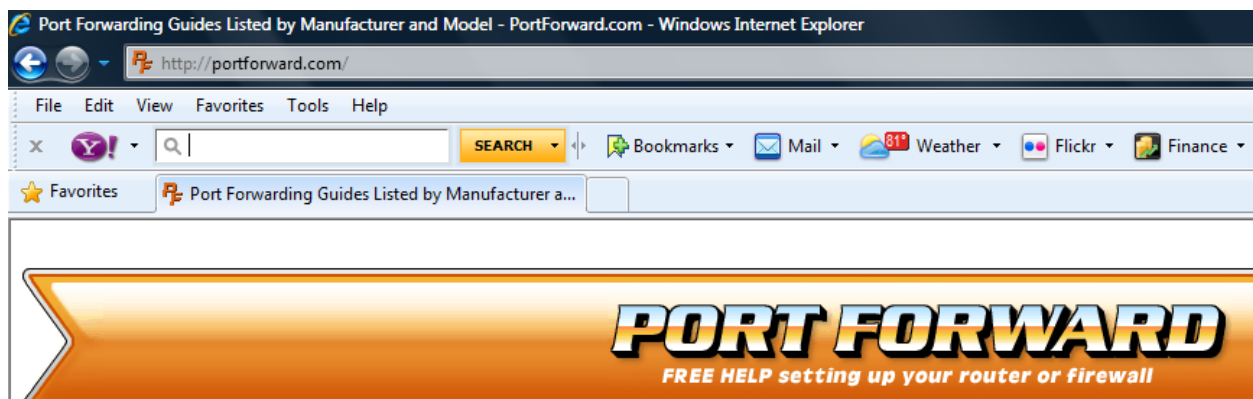 Port Forwarding Guides Listed by Manufacturer and Model - PortForward.com - Windows Internet Explorer
http://portforward.com/
File Edit View Favorites Tools Help
x Y! SEARCH Bookmarks Mail 81° Weather Flickr Finance
Favorites PF Port Forwarding Guides Listed by Manufacturer a...
PORT FORWARD
FREE HELP setting up your router or firewall